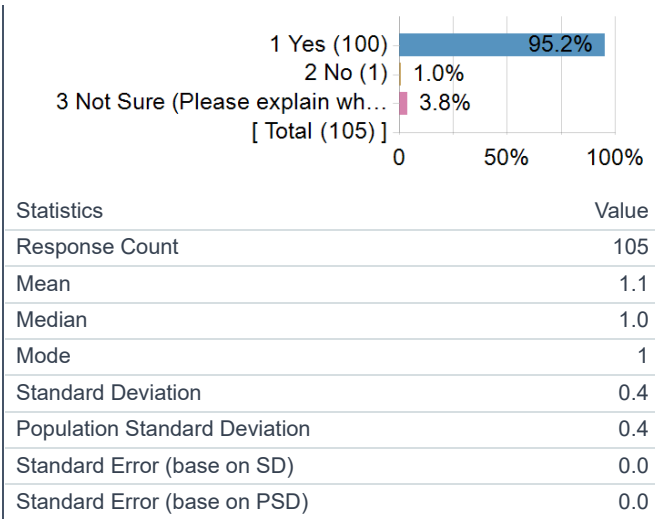 1 Yes (100) 95.2%
2 No (1) 1.0%
3 Not Sure (Please explain wh... 3.8%
[ Total (105) ]
0 50% 100%
Statistics Value
Response Count 105
Mean 1.1
Median 1.0
Mode 1
Standard Deviation 0.4
Population Standard Deviation 0.4
Standard Error (base on SD) 0.0
Standard Error (base on PSD) 0.0